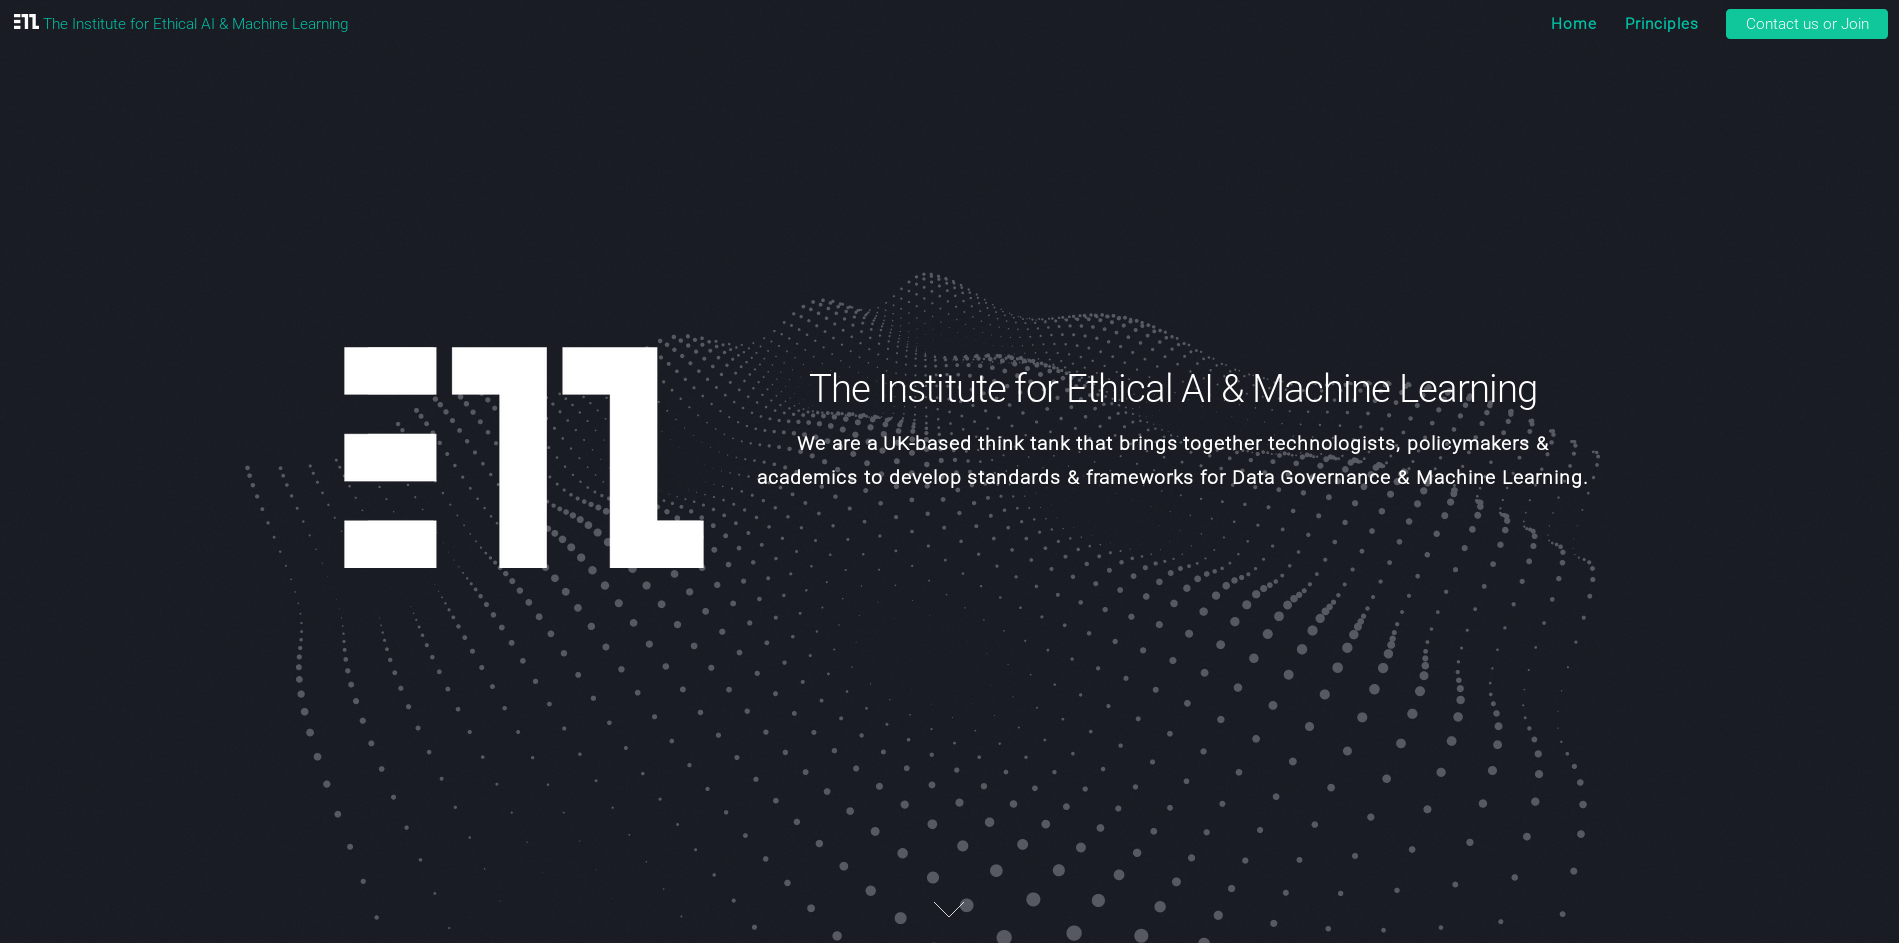 The Institute for Ethical AI & Machine Learning
Home
Principles
Contact us or Join
The Institute for Ethical AI & Machine Learning
We are a UK-based think tank that brings together technologists, policymakers &
academics to develop standards & frameworks for Data Governance & Machine Learning.